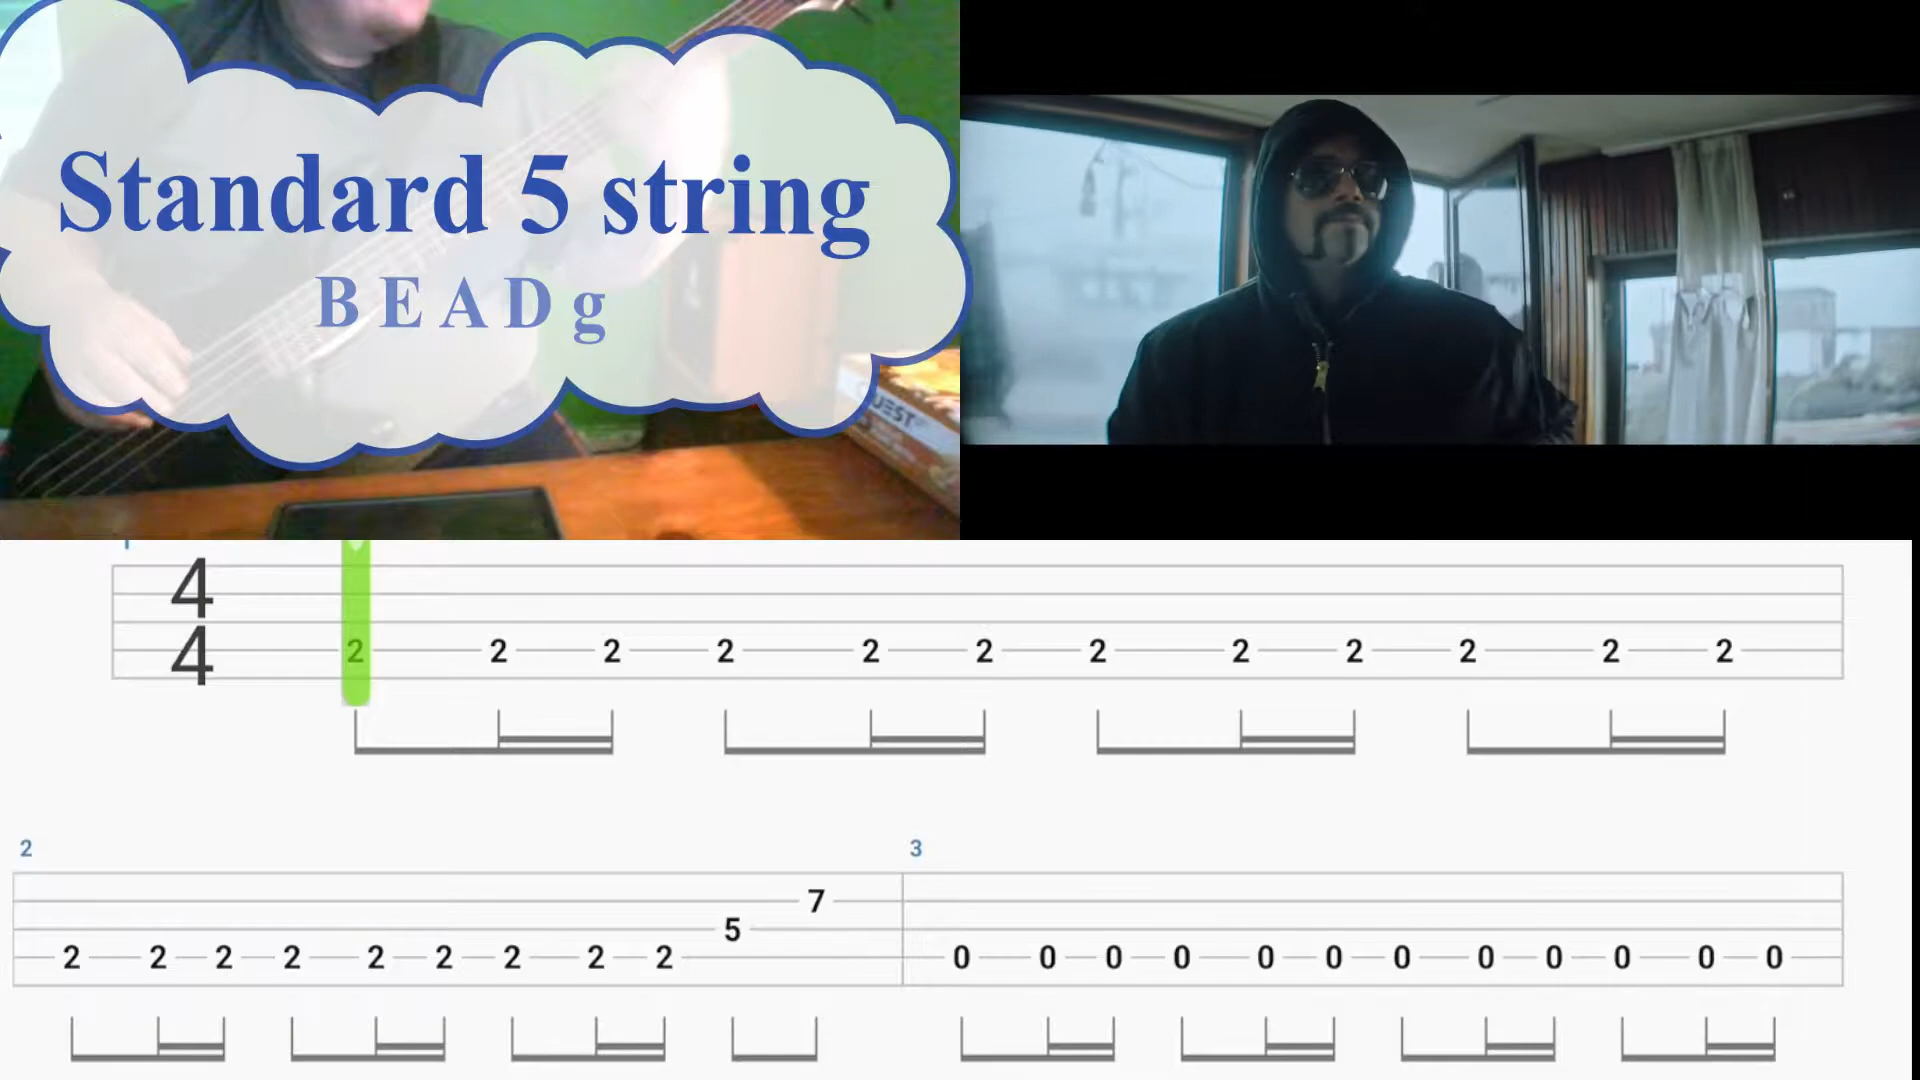 Standard 5 string
B E A D g
UEST
4
4
2 2 2 2 2 2 2 2 2 2 2 2
2 3
7
5
2 2 2 2 2 2 2 2 2 0 0 0 0 0 0 0 0 0 0 0 0